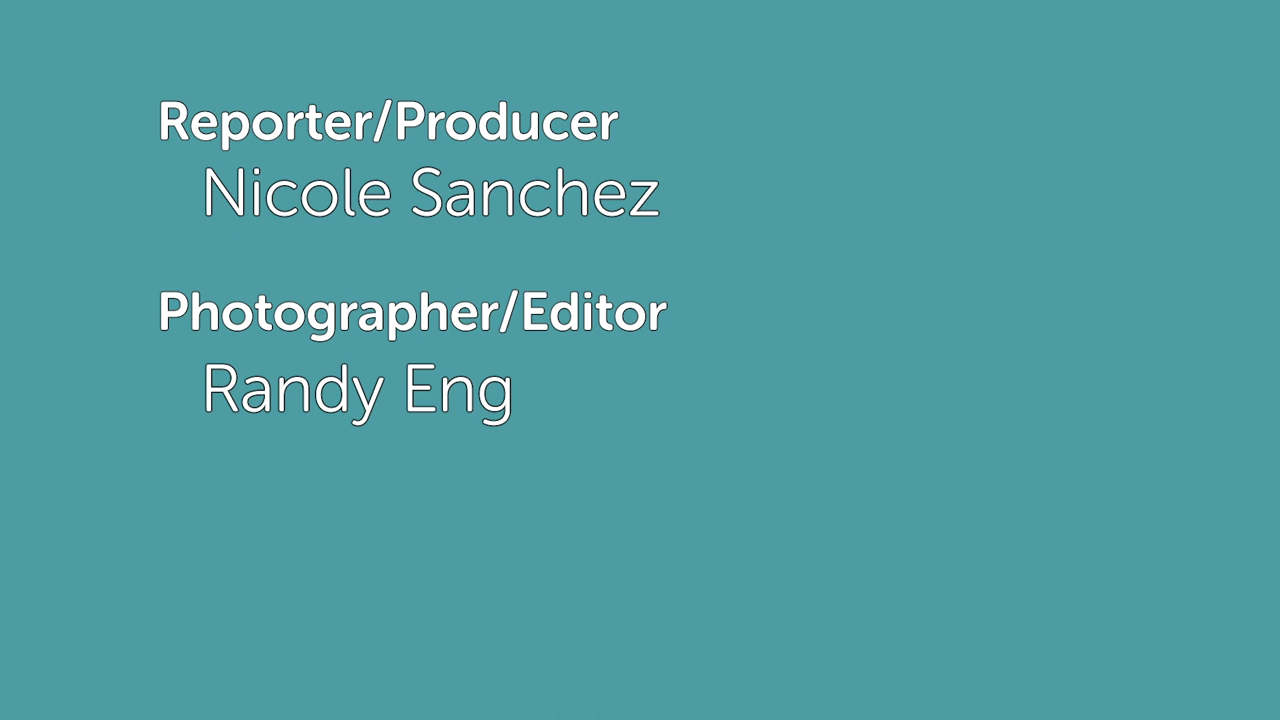 Reporter/Producer
Nicole Sanchez
Photographer/Editor
Randy Eng